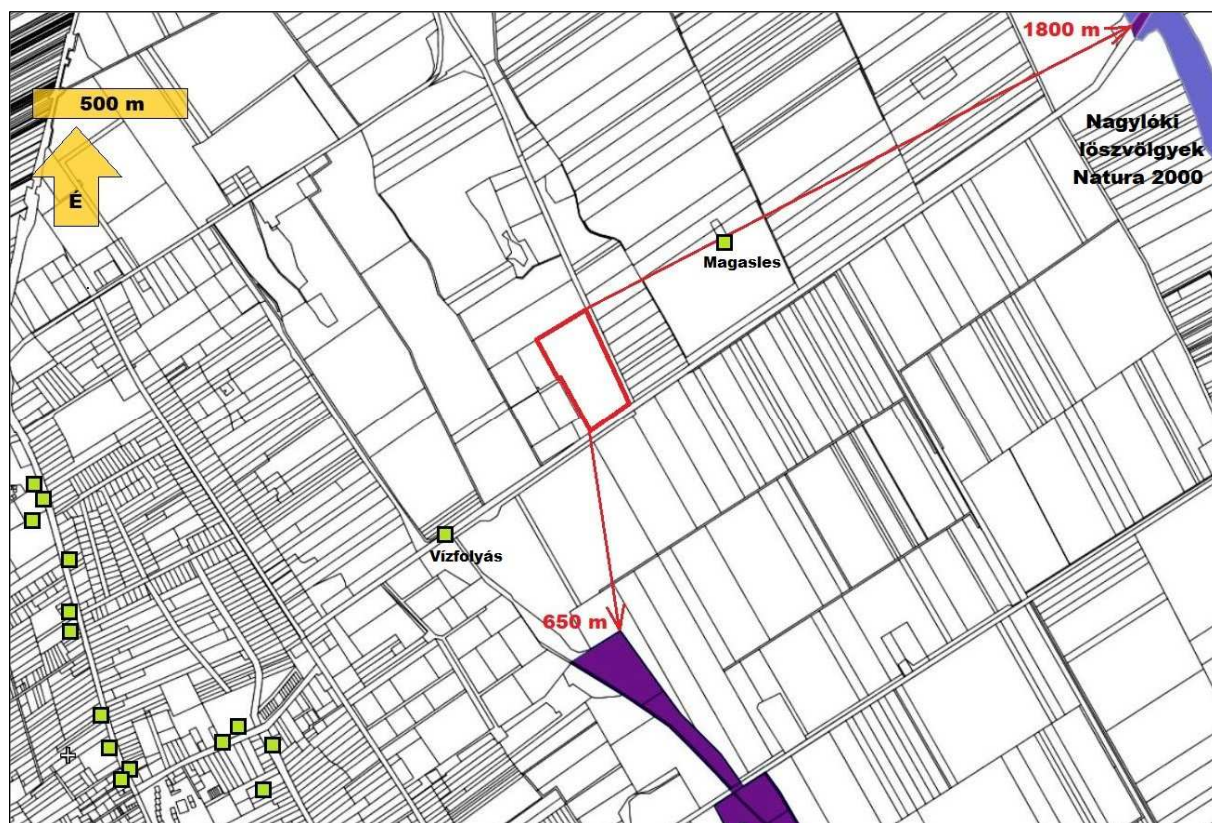 1800 m
500 m
É
Nagylóki
löszvölgyek
Natura 2000
Magasles
Vízfolyás
650 m